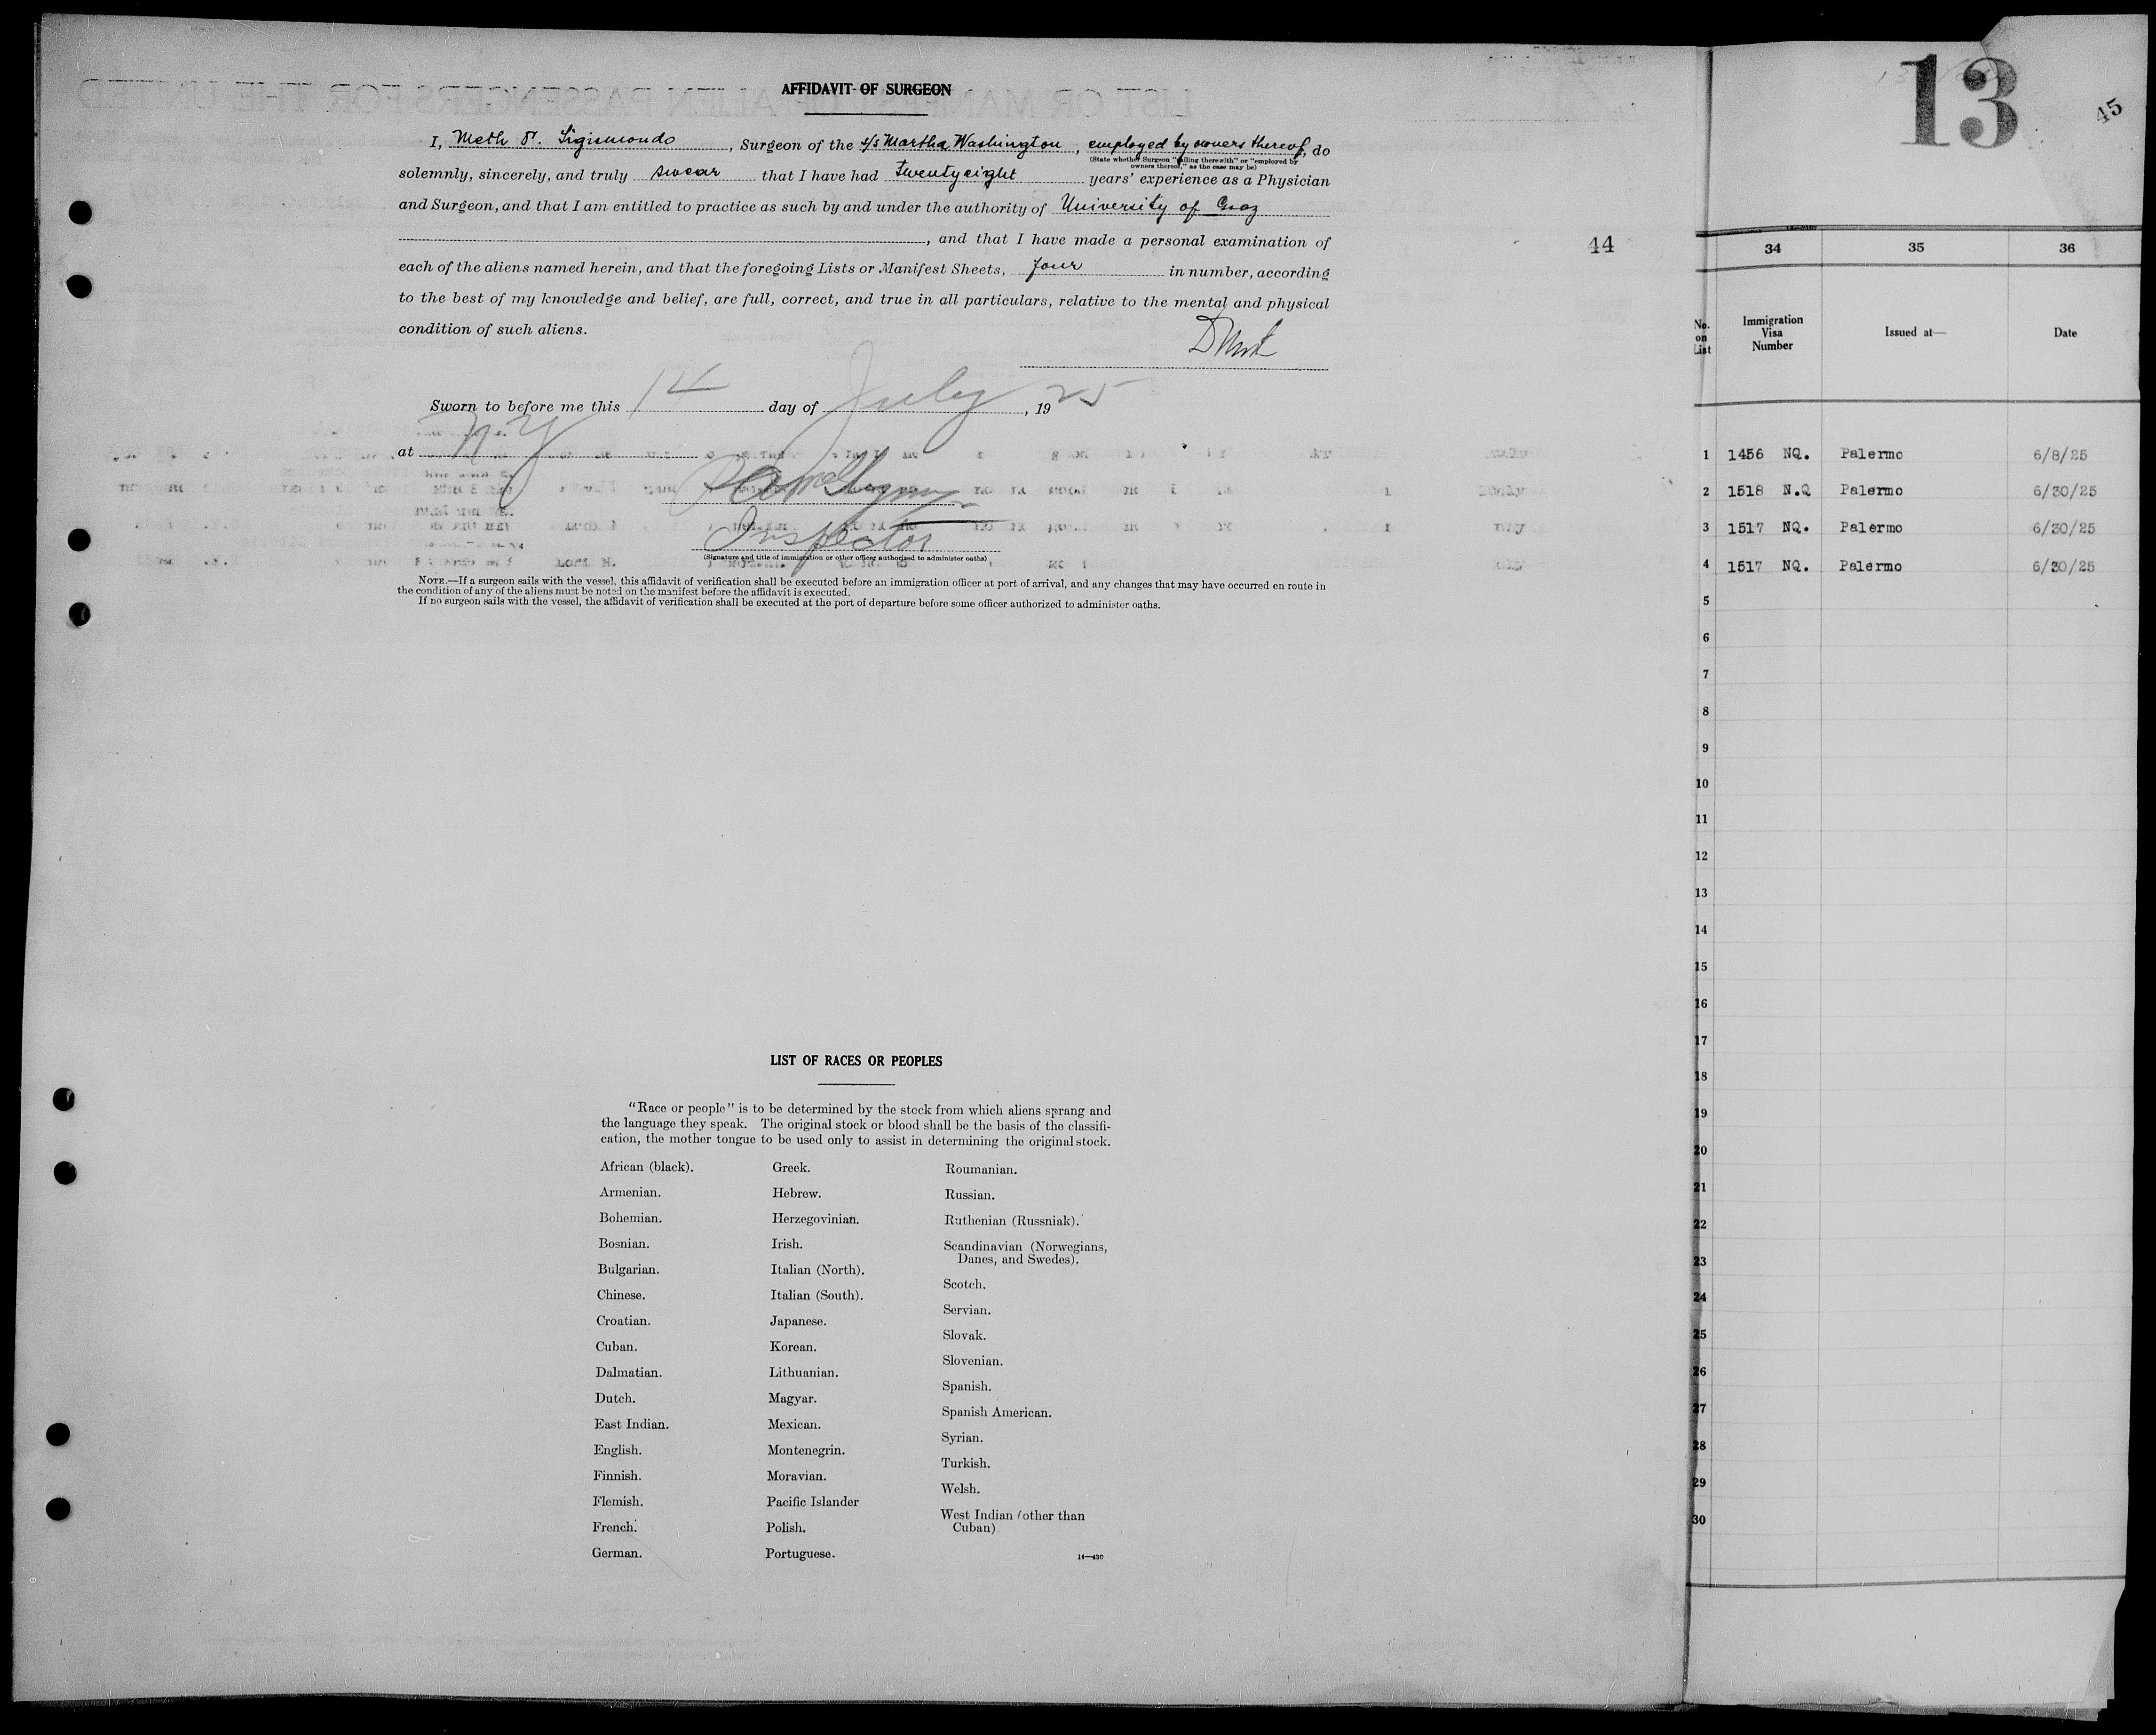 AFFIDAVIT OF SURGEON
I, Meth Dr. Sigismondo, Surgeon of the s/s Martha Washington, employed by owners thereof, do
(State whether Surgeon "sailing therewith" or "employed by
owners thereof," as the case may be)
solemnly, sincerely, and truly swear that I have had twentyeight years' experience as a Physician
and Surgeon, and that I am entitled to practice as such by and under the authority of University of Graz
, and that I have made a personal examination of
each of the aliens named herein, and that the foregoing Lists or Manifest Sheets, four in number, according
to the best of my knowledge and belief, are full, correct, and true in all particulars, relative to the mental and physical
condition of such aliens.
Sworn to before me this 14 day of July, 1925
at N Y
Inspector
(Signature and title of immigration or other officer authorized to administer oaths)
NOTE.—If a surgeon sails with the vessel, this affidavit of verification shall be executed before an immigration officer at port of arrival, and any changes that may have occurred en route in
the condition of any of the aliens must be noted on the manifest before the affidavit is executed.
If no surgeon sails with the vessel, the affidavit of verification shall be executed at the port of departure before some officer authorized to administer oaths.
44
LIST OF RACES OR PEOPLES
"Race or people" is to be determined by the stock from which aliens sprang and
the language they speak. The original stock or blood shall be the basis of the classifi-
cation, the mother tongue to be used only to assist in determining the original stock.
African (black).
Armenian.
Bohemian.
Bosnian.
Bulgarian.
Chinese.
Croatian.
Cuban.
Dalmatian.
Dutch.
East Indian.
English.
Finnish.
Flemish.
French.
German.
Greek.
Hebrew.
Herzegovinian.
Irish.
Italian (North).
Italian (South).
Japanese.
Korean.
Lithuanian.
Magyar.
Mexican.
Montenegrin.
Moravian.
Pacific Islander
Polish.
Portuguese.
Roumanian.
Russian.
Ruthenian (Russniak).
Scandinavian (Norwegians,
Danes, and Swedes).
Scotch.
Servian.
Slovak.
Slovenian.
Spanish.
Spanish American.
Syrian.
Turkish.
Welsh.
West Indian (other than
Cuban)
14—430
13
45
34 35 36
No.
on
List
Immigration
Visa
Number
Issued at—
Date
1 1456 NQ. Palermo 6/8/25
2 1518 N.Q Palermo 6/30/25
3 1517 NQ. Palermo 6/30/25
4 1517 NQ. Palermo 6/30/25
5
6
7
8
9
10
11
12
13
14
15
16
17
18
19
20
21
22
23
24
25
26
27
28
29
30